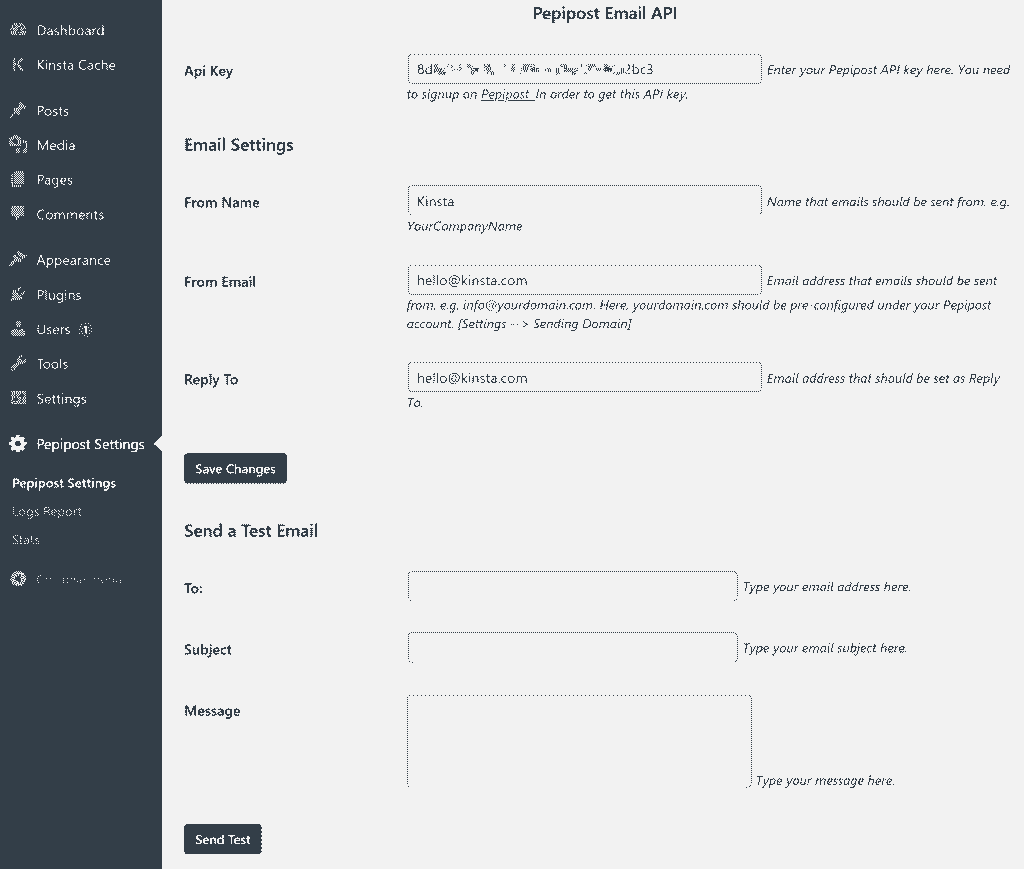 Dashboard
Kinsta Cache
Posts
Media
Pages
Comments
Appearance
Plugins
Users 1
Tools
Settings
Pepipost Settings
Pepipost Settings
Logs Report
Stats
Pepipost Email API
Api Key
Enter your Pepipost API key here. You need
to signup on Pepipost In order to get this API key.
Email Settings
From Name
Kinsta
Name that emails should be sent from. e.g.
YourCompanyName
From Email
hello@kinsta.com
Email address that emails should be sent
from, e.g. info@yourdomain.com. Here, yourdomain.com should be pre-configured under your Pepipost
account. [Settings --> Sending Domain]
Reply To
hello@kinsta.com
Email address that should be set as Reply
To.
Save Changes
Send a Test Email
To:
Type your email address here.
Subject
Type your email subject here.
Message
Type your message here.
Send Test